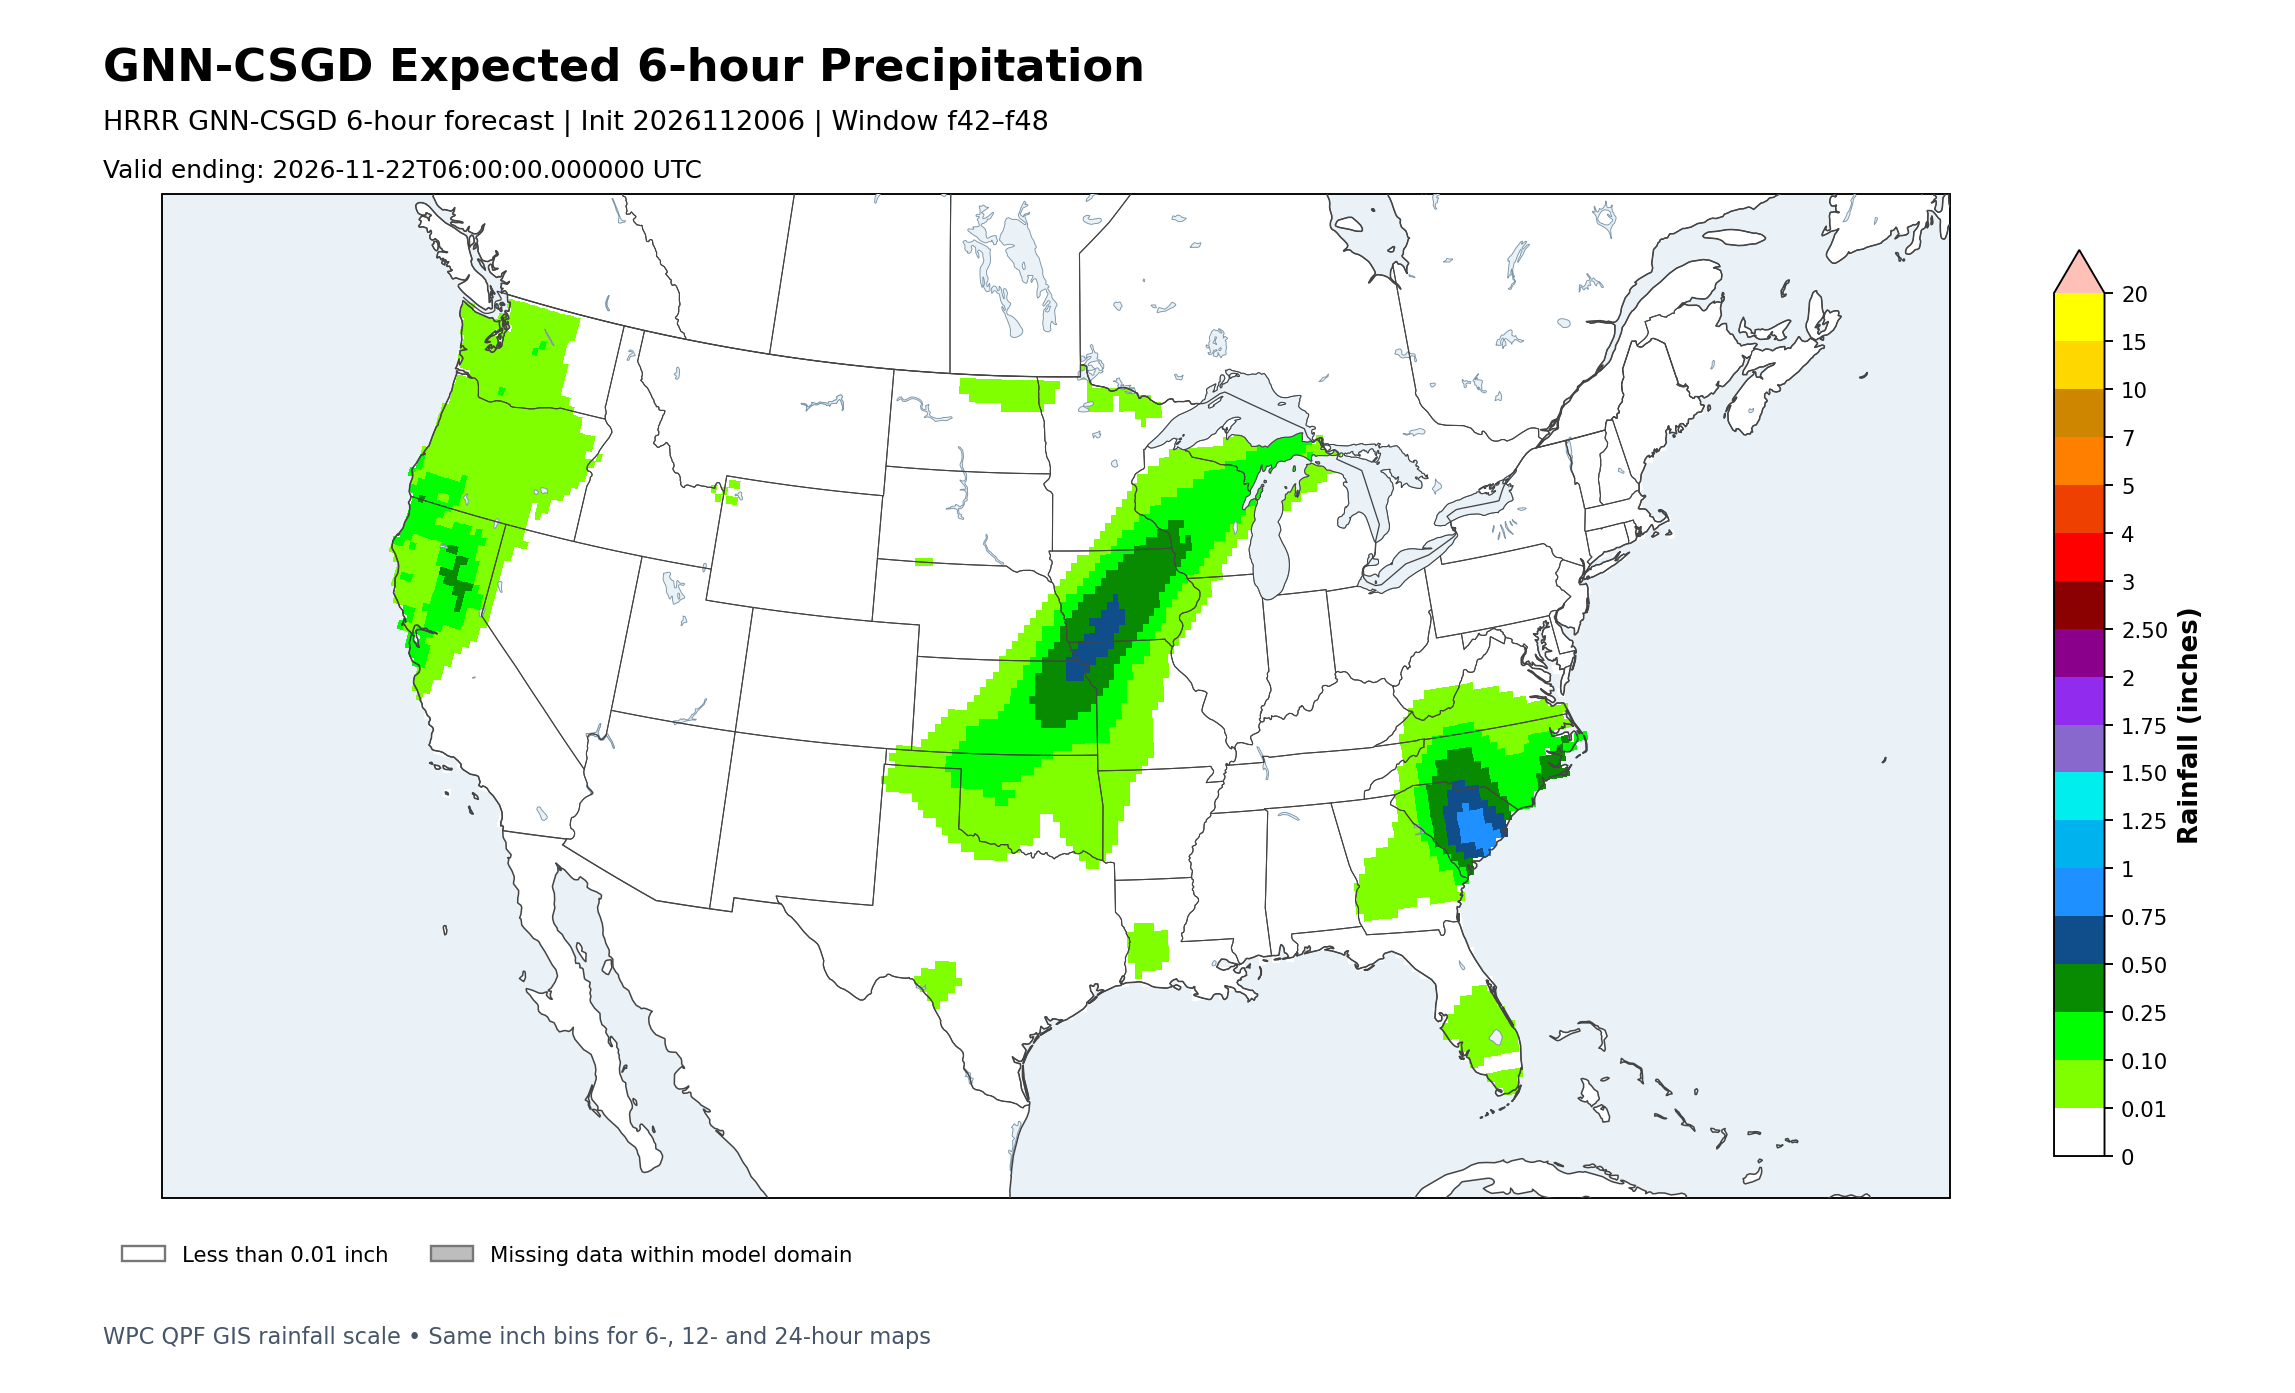 GNN-CSGD Expected 6-hour Precipitation
HRRR GNN-CSGD 6-hour forecast | Init 2026112006 | Window f42–f48
Valid ending: 2026-11-22T06:00:00.000000 UTC
20
15
10
7
5
4
3
2.50
2
1.75
1.50
1.25
1
0.75
0.50
0.25
0.10
0.01
0
Rainfall (inches)
Less than 0.01 inch
Missing data within model domain
WPC QPF GIS rainfall scale • Same inch bins for 6-, 12- and 24-hour maps